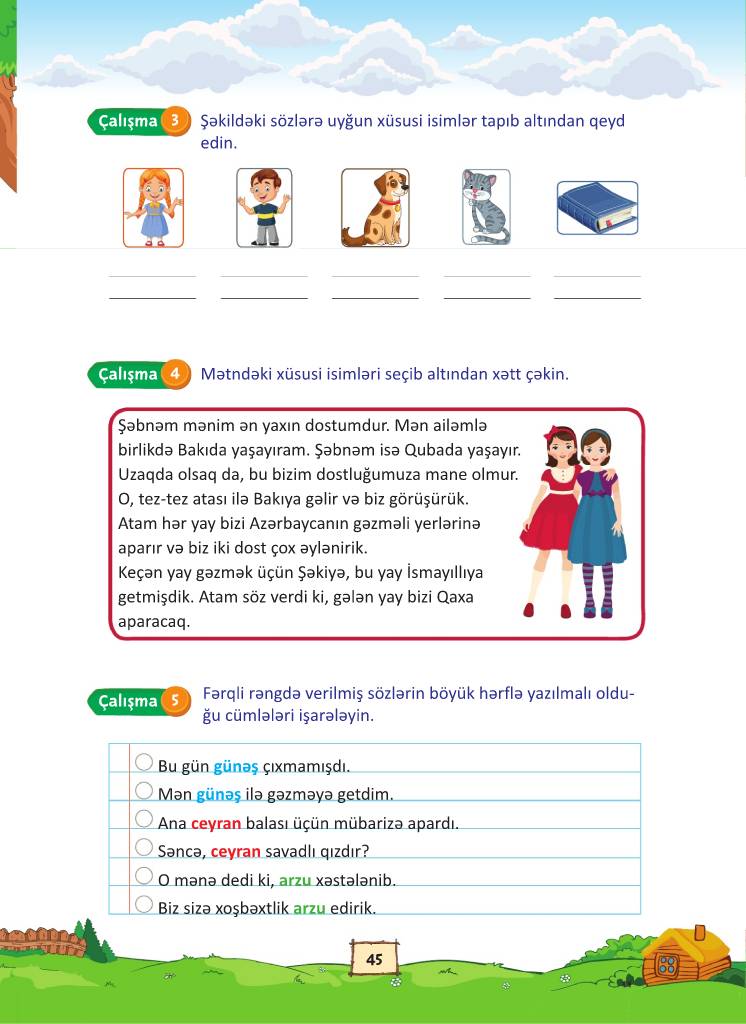 Çalışma 3 Şəkildəki sözlərə uyğun xüsusi isimlər tapıb altından qeyd
edin.
Çalışma 4 Mətndəki xüsusi isimləri seçib altından xətt çəkin.
Şəbnəm mənim ən yaxın dostumdur. Mən ailəmlə
birlikdə Bakıda yaşayıram. Şəbnəm isə Qubada yaşayır.
Uzaqda olsaq da, bu bizim dostluğumuza mane olmur.
O, tez-tez atası ilə Bakıya gəlir və biz görüşürük.
Atam hər yay bizi Azərbaycanın gəzməli yerlərinə
aparır və biz iki dost çox əylənirik.
Keçən yay gəzmək üçün Şəkiyə, bu yay İsmayıllıya
getmişdik. Atam söz verdi ki, gələn yay bizi Qaxa
aparacaq.
Çalışma 5 Fərqli rəngdə verilmiş sözlərin böyük hərflə yazılmalı oldu-
ğu cümlələri işarələyin.
Bu gün günəş çıxmamışdı.
Mən günəş ilə gəzməyə getdim.
Ana ceyran balası üçün mübarizə apardı.
Səncə, ceyran savadlı qızdır?
O mənə dedi ki, arzu xəstələnib.
Biz sizə xoşbəxtlik arzu edirik.
45